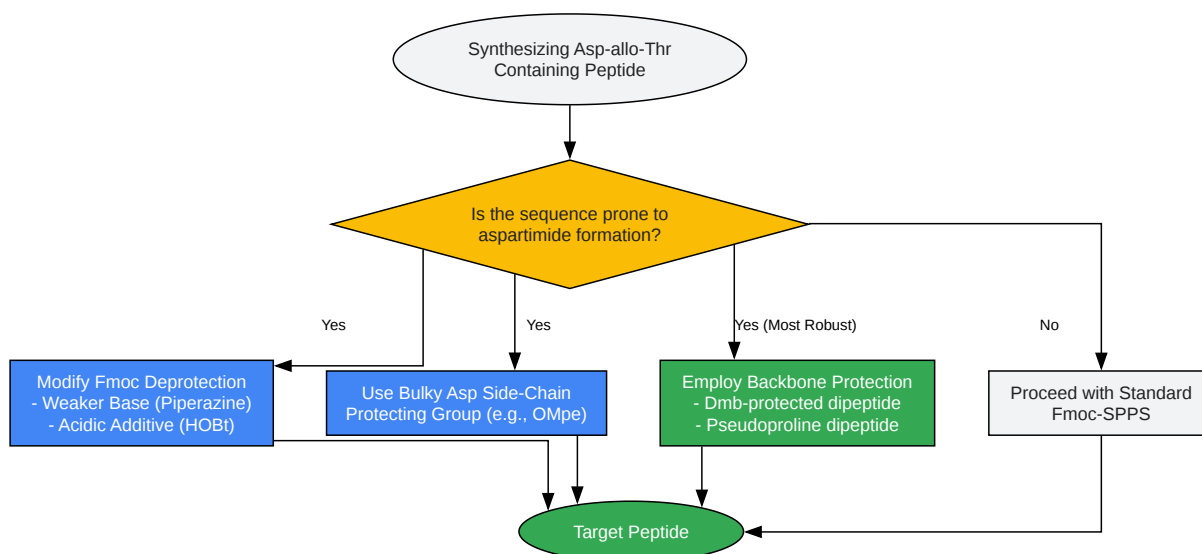 Synthesizing Asp-allo-Thr
Containing Peptide
Is the sequence prone to
aspartimide formation?
Yes
Yes
Yes (Most Robust)
No
Modify Fmoc Deprotection
- Weaker Base (Piperazine)
- Acidic Additive (HOBt)
Use Bulky Asp Side-Chain
Protecting Group (e.g., OMpe)
Employ Backbone Protection
- Dmb-protected dipeptide
- Pseudoproline dipeptide
Proceed with Standard
Fmoc-SPPS
Target Peptide